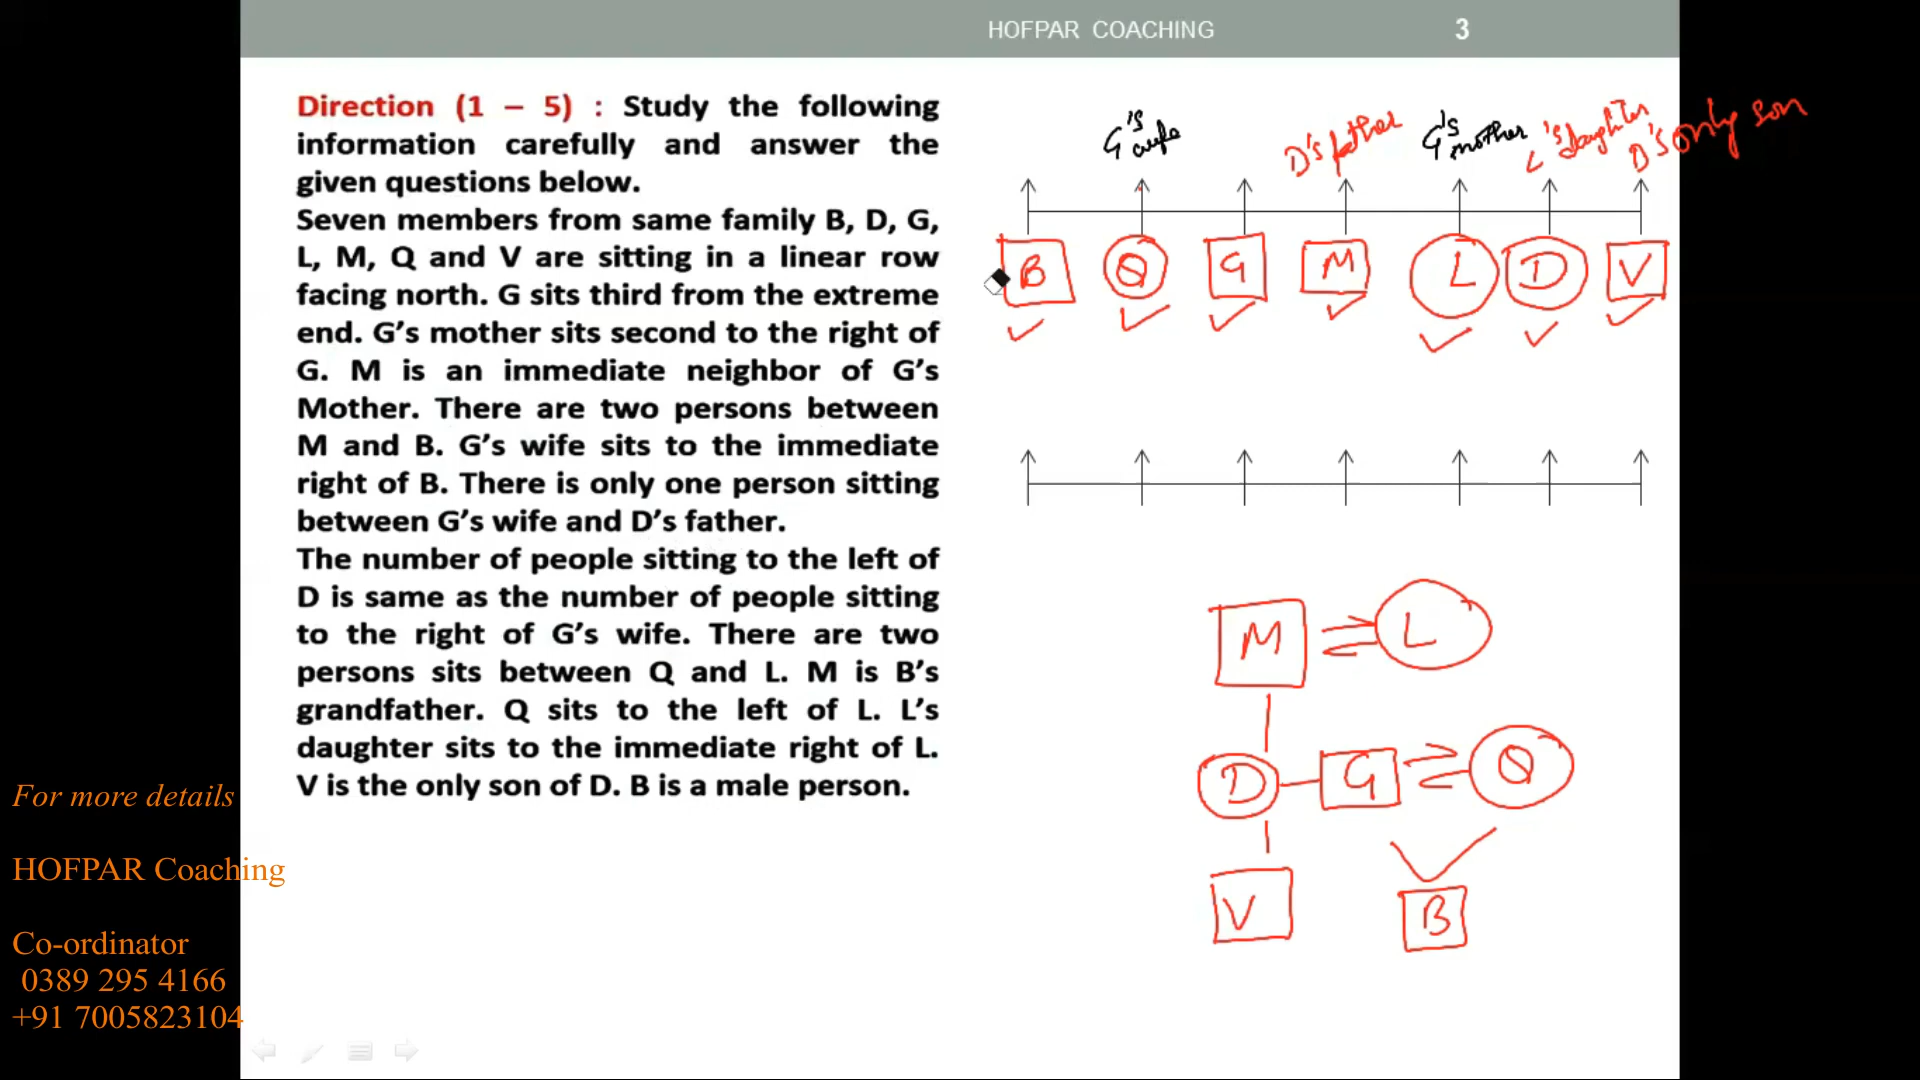 HOFPAR COACHING 3
Direction (1 – 5) : Study the following
information carefully and answer the
given questions below.
Seven members from same family B, D, G,
L, M, Q and V are sitting in a linear row
facing north. G sits third from the extreme
end. G's mother sits second to the right of
G. M is an immediate neighbor of G's
Mother. There are two persons between
M and B. G's wife sits to the immediate
right of B. There is only one person sitting
between G's wife and D's father.
The number of people sitting to the left of
D is same as the number of people sitting
to the right of G's wife. There are two
persons sits between Q and L. M is B's
grandfather. Q sits to the left of L. L's
daughter sits to the immediate right of L.
V is the only son of D. B is a male person.
G's wife
D's father
G's mother
L's daughter
D's only son
B Q G M L D V
M L
D G Q
V B
For more details
HOFPAR Coaching
Co-ordinator
0389 295 4166
+91 7005823104